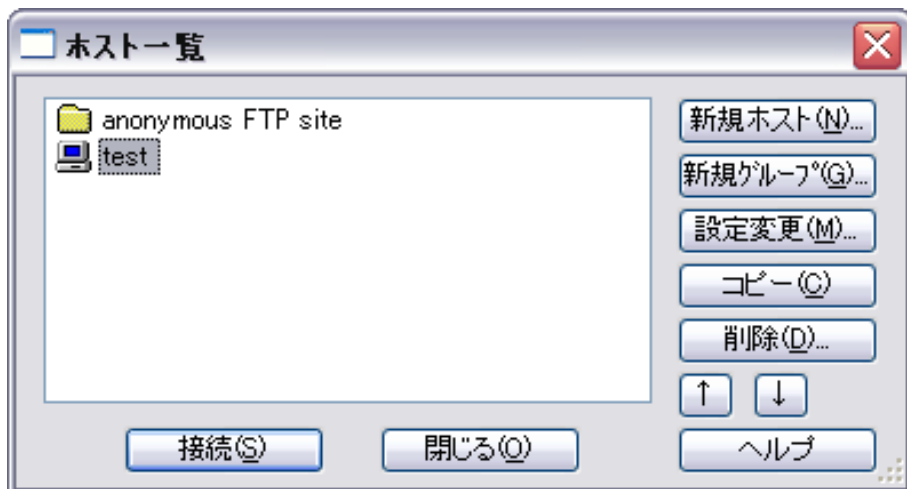 ホスト一覧
anonymous FTP site
test
新規ホスト(N)...
新規ｸﾞﾙｰﾌﾟ(G)...
設定変更(M)...
コピー(C)
削除(D)...
↑ ↓
接続(S) 閉じる(O) ヘルプ